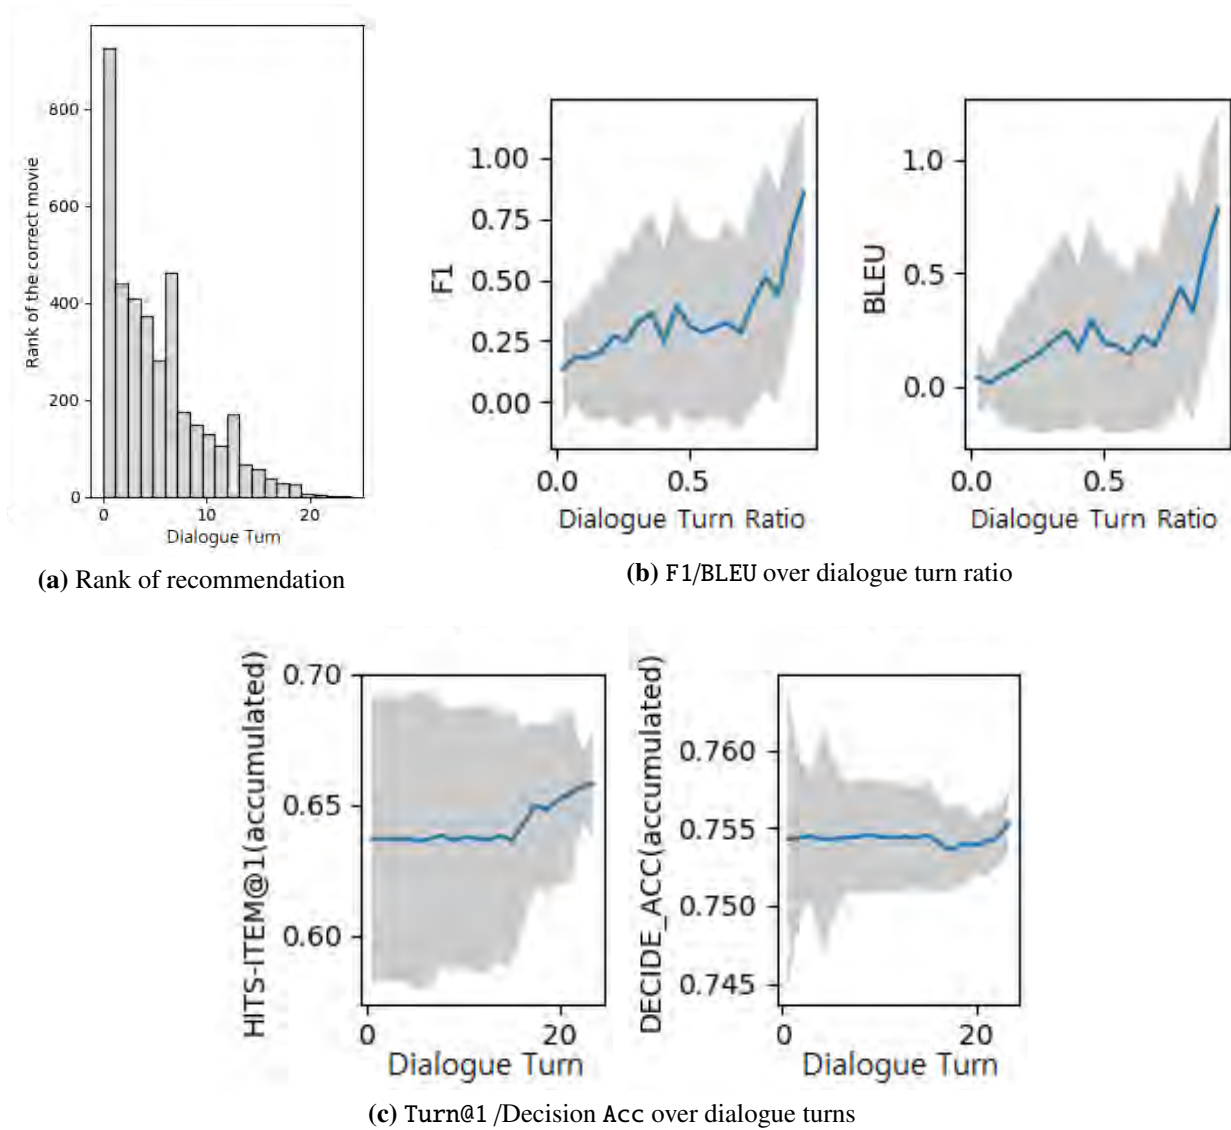 800
600
400
200
0
0 10 20
Rank of the correct movie
Dialogue Turn
(a) Rank of recommendation
1.00
0.75
0.50
0.25
0.00
F1
0.0 0.5
Dialogue Turn Ratio
1.0
0.5
0.0
BLEU
0.0 0.5
Dialogue Turn Ratio
(b) F1/BLEU over dialogue turn ratio
0.70
0.65
0.60
HITS-ITEM@1(accumulated)
0 20
Dialogue Turn
0.760
0.755
0.750
0.745
DECIDE_ACC(accumulated)
0 20
Dialogue Turn
(c) Turn@1 /Decision Acc over dialogue turns